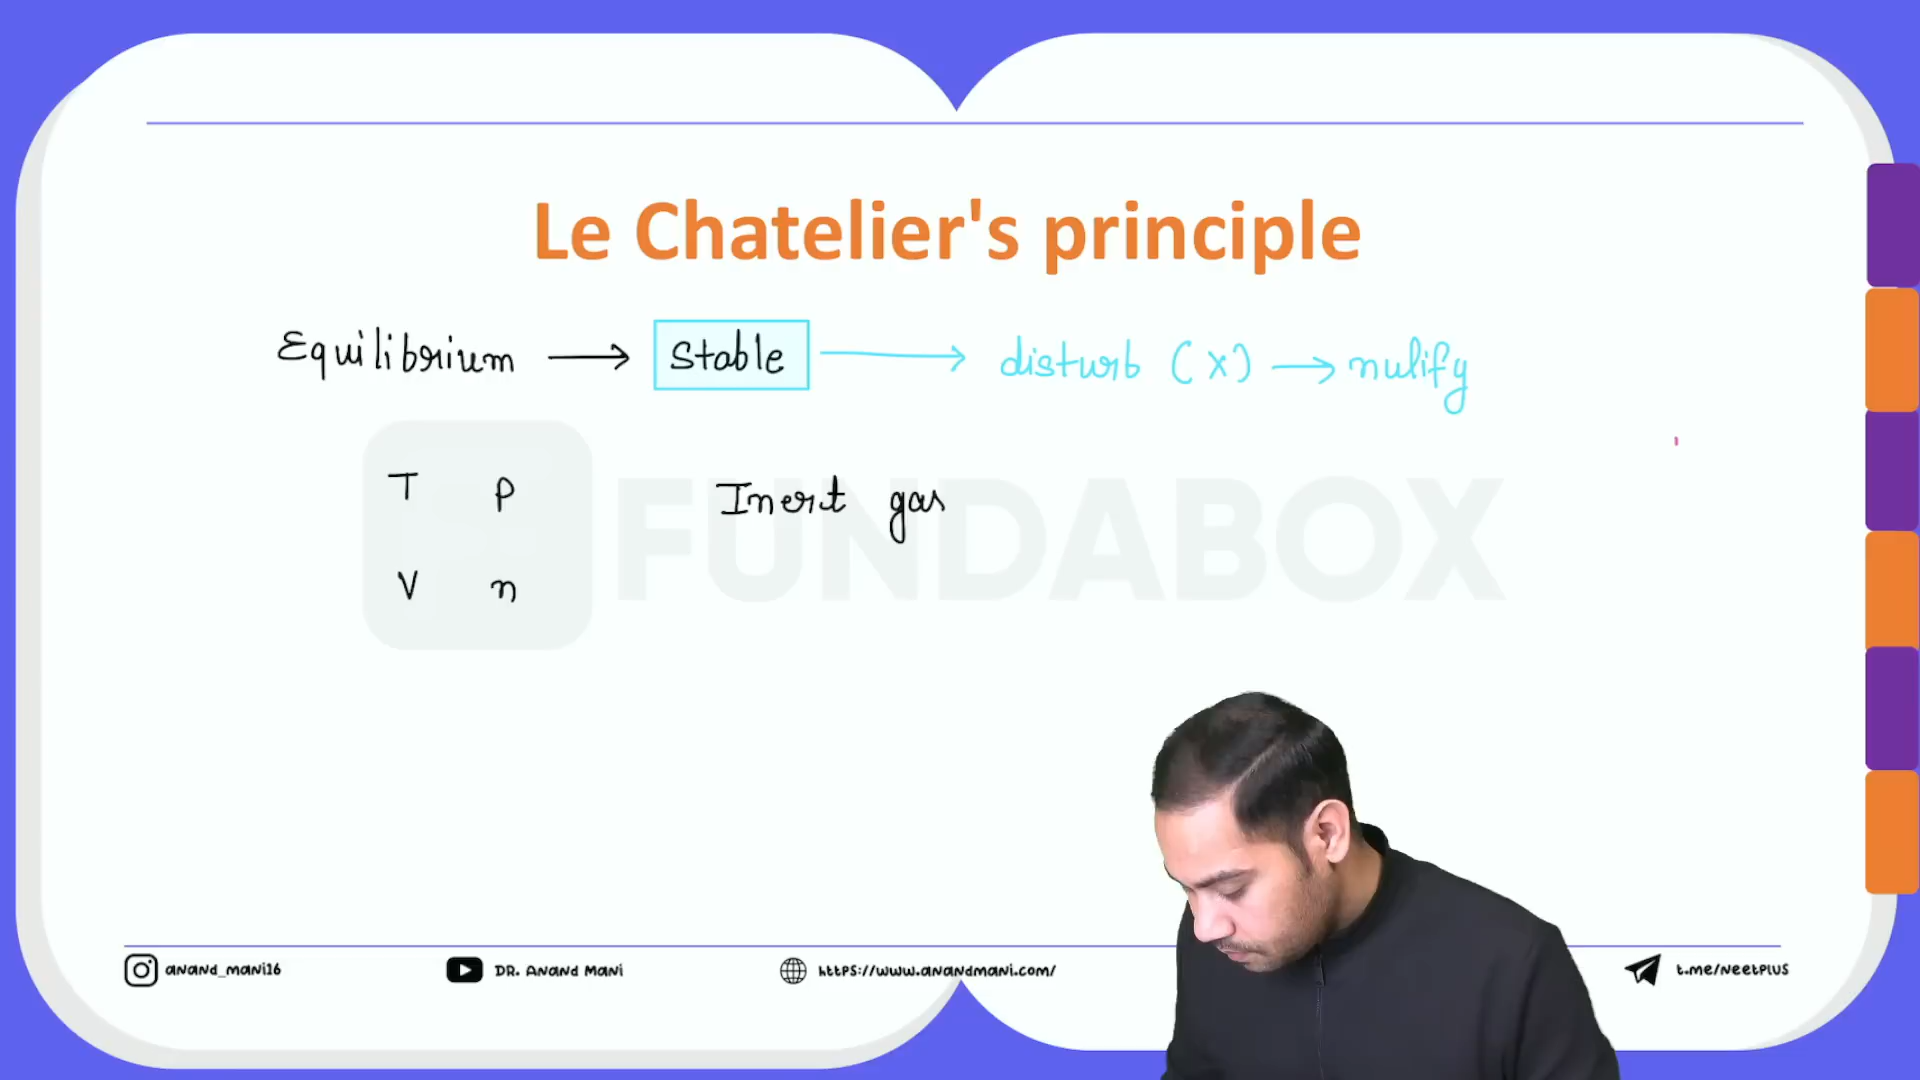 Le Chatelier's principle
Equilibrium → Stable → disturb (x) → nulify
T P Inert gas
FUNDABOX
V n
anand_mani16 DR. Anand Mani https://www.anandmani.com/ t.me/neetplus